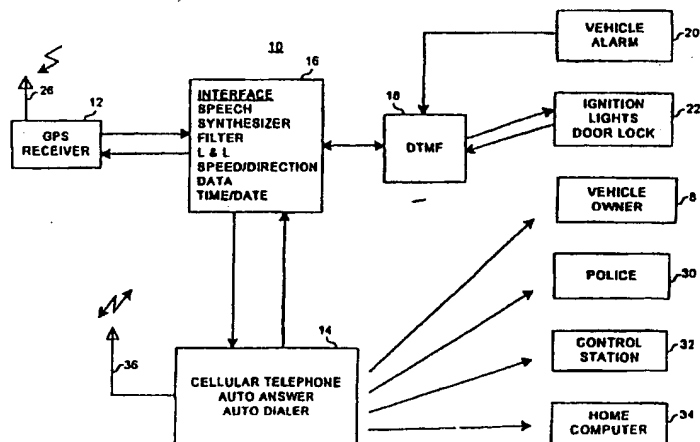 10
VEHICLE
ALARM
20
26
12
GPS
RECEIVER
16
INTERFACE
SPEECH
SYNTHESIZER
FILTER
L & L
SPEED/DIRECTION
DATA
TIME/DATE
18
DTMF
IGNITION
LIGHTS
DOOR LOCK
22
VEHICLE
OWNER
8
POLICE
30
36
14
CELLULAR TELEPHONE
AUTO ANSWER
AUTO DIALER
CONTROL
STATION
32
HOME
COMPUTER
34